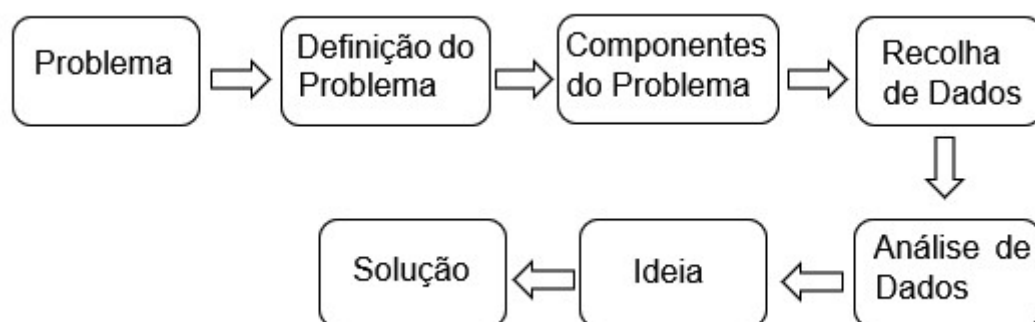 Problema
Definição do
Problema
Componentes
do Problema
Recolha
de Dados
Análise de
Dados
Ideia
Solução